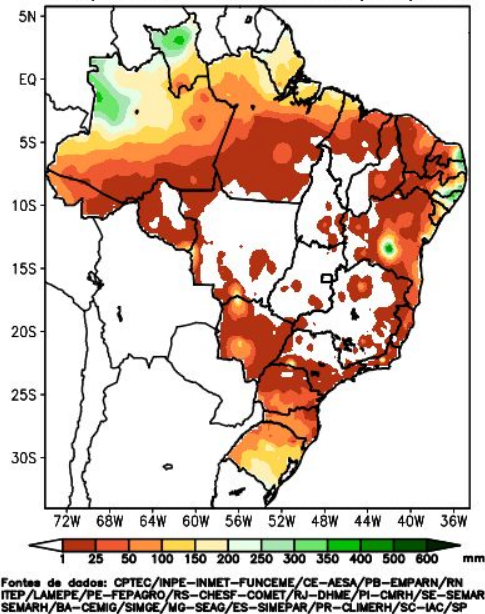 5N
EQ
5S
10S
15S
20S
25S
30S
72W 68W 64W 60W 56W 52W 48W 44W 40W 36W
1 25 50 100 150 200 250 300 350 400 500 600 mm
Fontes de dados: CPTEC/INPE-INMET-FUNCEME/CE-AESA/PB-EMPARN/RN
ITEP/LAMEPE/PE-FEPAGRO/RS-CHESF-COMET/RJ-DHME/PI-CMRH/SE-SEMAR
SEMARH/BA-CEMIG/SIMGE/MG-SEAG/ES-SIMEPAR/PR-CLIMERH/SC-IAC/SP